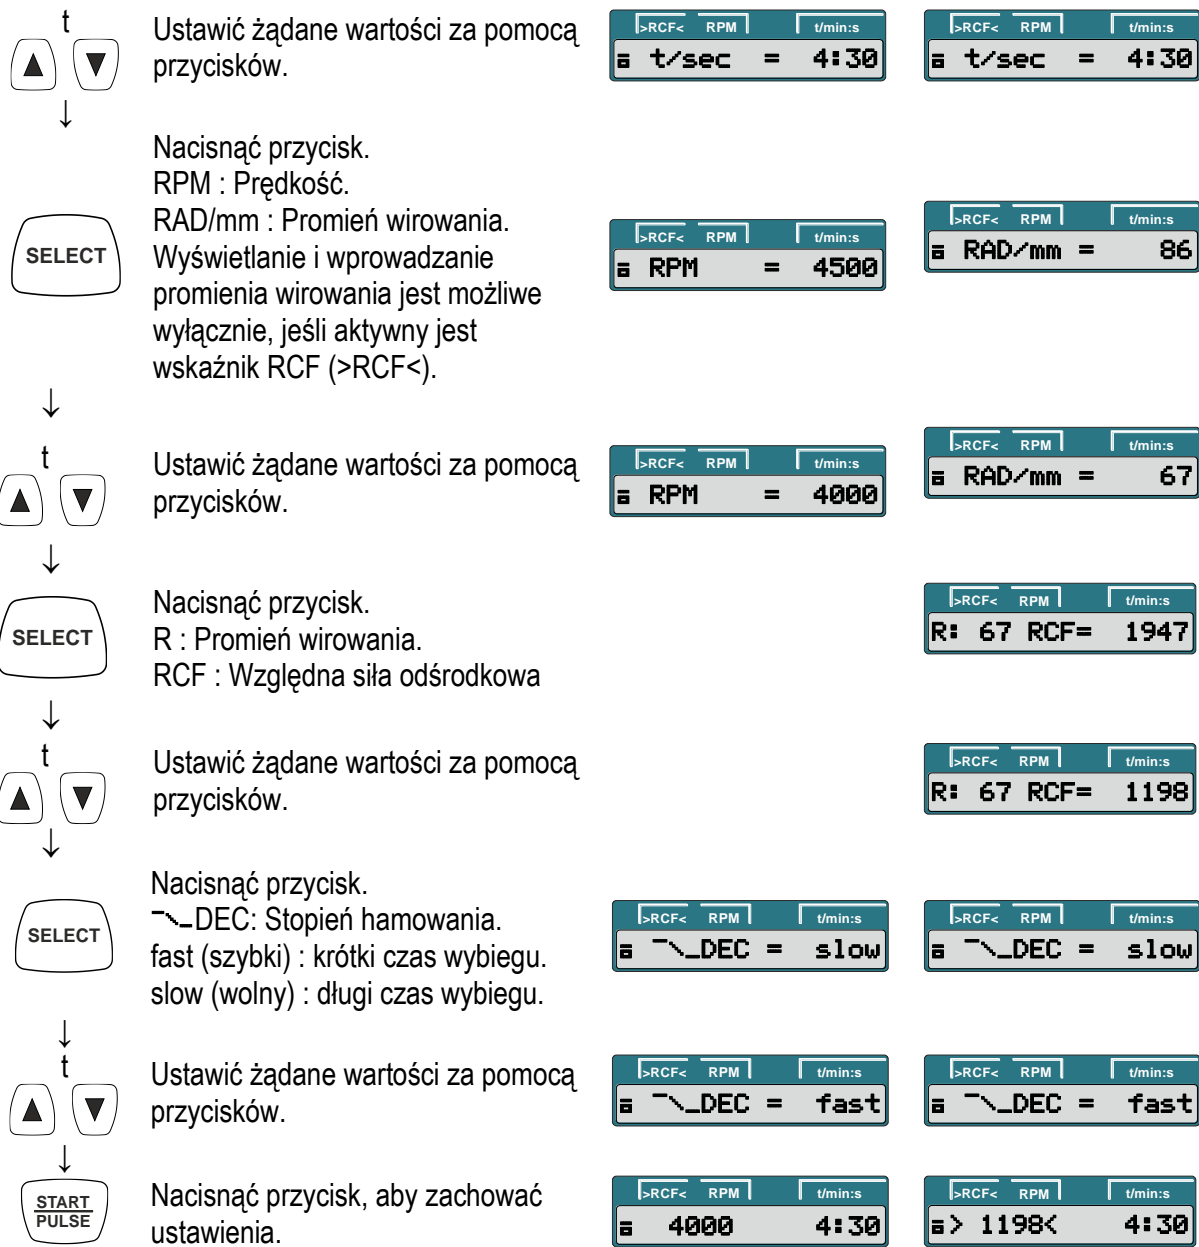 t
Ustawić żądane wartości za pomocą
przycisków.
>RCF< RPM t/min:s
t/sec = 4:30
>RCF< RPM t/min:s
t/sec = 4:30
↓
SELECT
Nacisnąć przycisk.
RPM : Prędkość.
RAD/mm : Promień wirowania.
Wyświetlanie i wprowadzanie
promienia wirowania jest możliwe
wyłącznie, jeśli aktywny jest
wskaźnik RCF (>RCF<).
>RCF< RPM t/min:s
RPM = 4500
>RCF< RPM t/min:s
RAD/mm = 86
↓
t
Ustawić żądane wartości za pomocą
przycisków.
>RCF< RPM t/min:s
RPM = 4000
>RCF< RPM t/min:s
RAD/mm = 67
↓
SELECT
Nacisnąć przycisk.
R : Promień wirowania.
RCF : Względna siła odśrodkowa
>RCF< RPM t/min:s
R: 67 RCF= 1947
↓
t
Ustawić żądane wartości za pomocą
przycisków.
>RCF< RPM t/min:s
R: 67 RCF= 1198
↓
SELECT
Nacisnąć przycisk.
DEC: Stopień hamowania.
fast (szybki) : krótki czas wybiegu.
slow (wolny) : długi czas wybiegu.
>RCF< RPM t/min:s
DEC = slow
>RCF< RPM t/min:s
DEC = slow
↓
t
Ustawić żądane wartości za pomocą
przycisków.
>RCF< RPM t/min:s
DEC = fast
>RCF< RPM t/min:s
DEC = fast
↓
START
PULSE
Nacisnąć przycisk, aby zachować
ustawienia.
>RCF< RPM t/min:s
4000 4:30
>RCF< RPM t/min:s
> 1198< 4:30